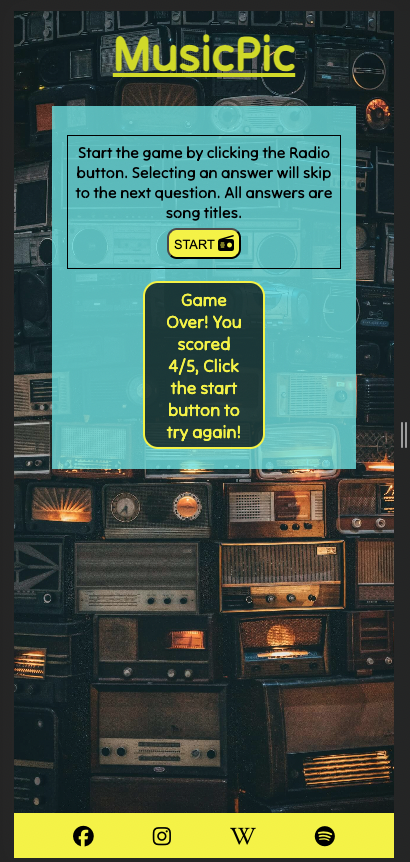 MusicPic
Start the game by clicking the Radio
button. Selecting an answer will skip
to the next question. All answers are
song titles.
START
Game
Over! You
scored
4/5, Click
the start
button to
try again!
W